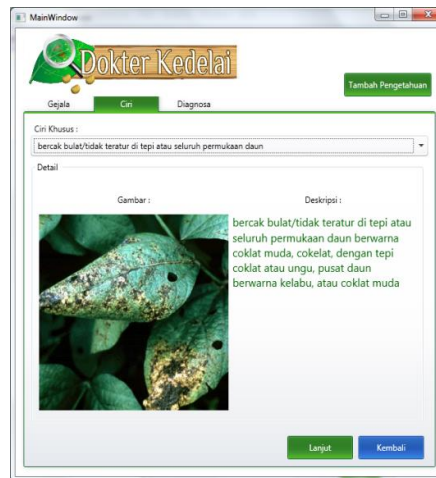 MainWindow
Dokter Kedelai
Tambah Pengetahuan
Gejala
Ciri
Diagnosa
Ciri Khusus :
bercak bulat/tidak teratur di tepi atau seluruh permukaan daun
Detail
Gambar :
Deskripsi :
bercak bulat/tidak teratur di tepi atau
seluruh permukaan daun berwarna
coklat muda, cokelat, dengan tepi
coklat atau ungu, pusat daun
berwarna kelabu, atau coklat muda
Lanjut
Kembali